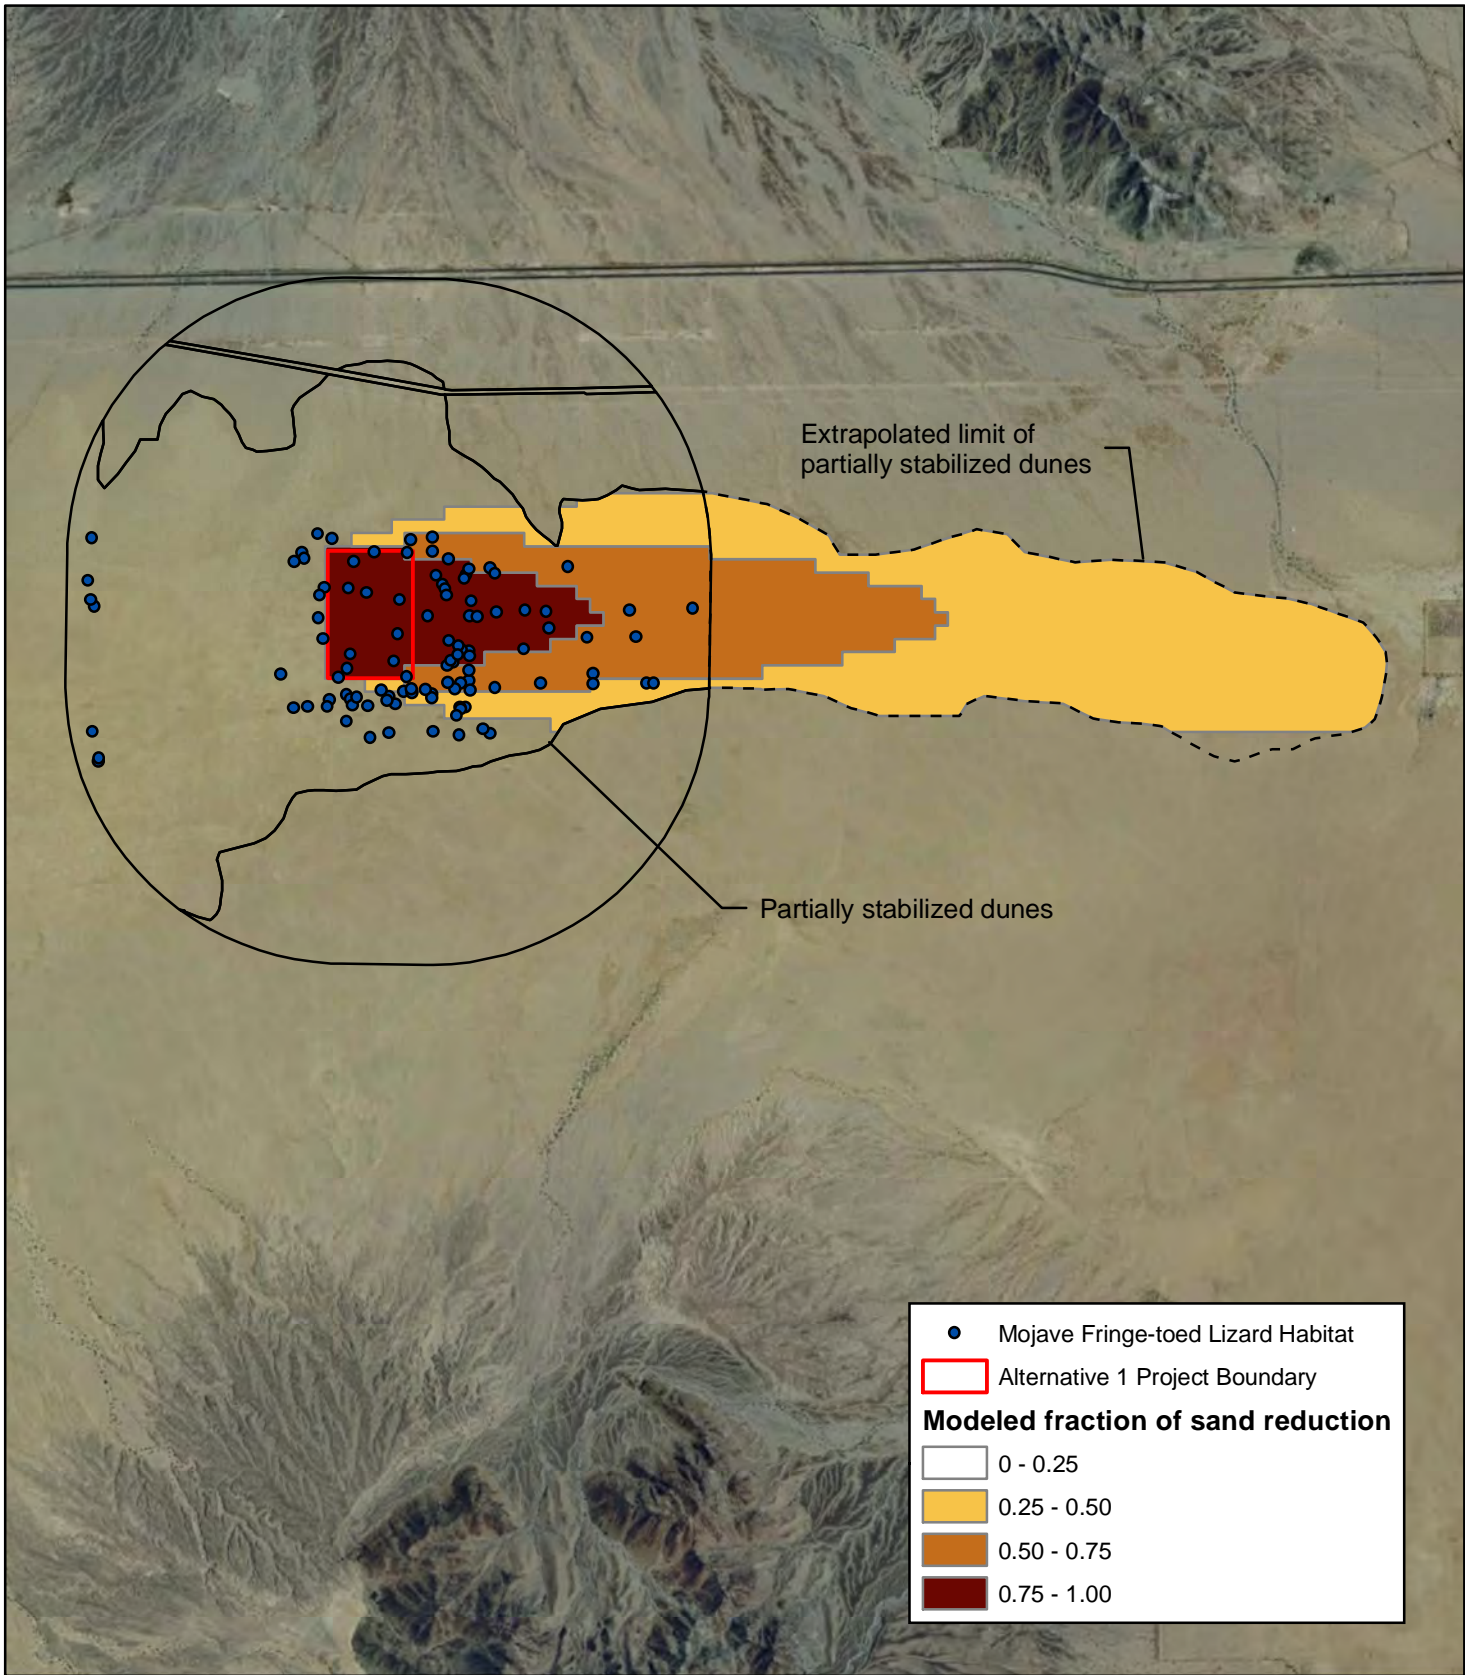 Extrapolated limit of
partially stabilized dunes
Partially stabilized dunes
Mojave Fringe-toed Lizard Habitat
Alternative 1 Project Boundary
Modeled fraction of sand reduction
0 - 0.25
0.25 - 0.50
0.50 - 0.75
0.75 - 1.00